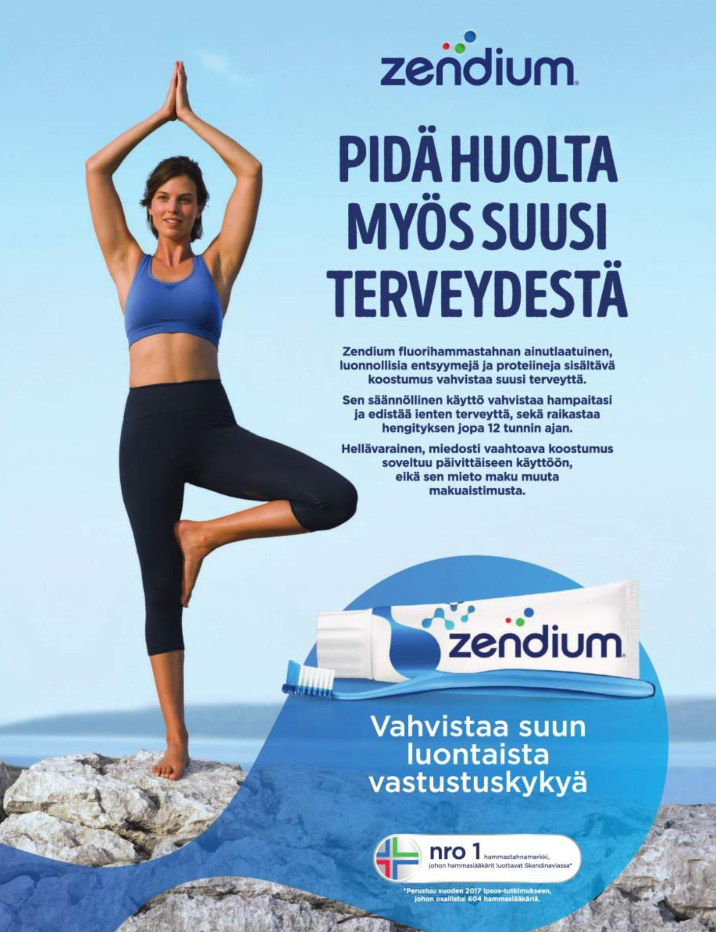 zendium
PIDÄ HUOLTA
MYÖS SUUSI
TERVEYDESTÄ
Zendium fluorihammastahnan ainutlaatuinen,
luonnollisia entsyymejä ja proteiineja sisältävä
koostumus vahvistaa suusi terveyttä.
Sen säännöllinen käyttö vahvistaa hampaitasi
ja edistää ienten terveyttä, sekä raikastaa
hengityksen jopa 12 tunnin ajan.
Hellävarainen, miedosti vaahtoava koostumus
soveltuu päivittäiseen käyttöön,
eikä sen mieto maku muuta
makuaistimusta.
zendium
Vahvistaa suun
luontaista
vastustuskykyä
nro 1 hammastahnamerkki,
johon hammaslääkärit luottavat Skandinaviassa*
*Perustuu vuoden 2017 Ipsos-tutkimukseen,
johon osallistui 604 hammaslääkäriä.